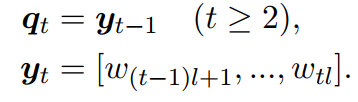 q_t = y_{t−1} (t ≥ 2),
y_t = [w_{(t−1)l+1}, ..., w_{tl}].